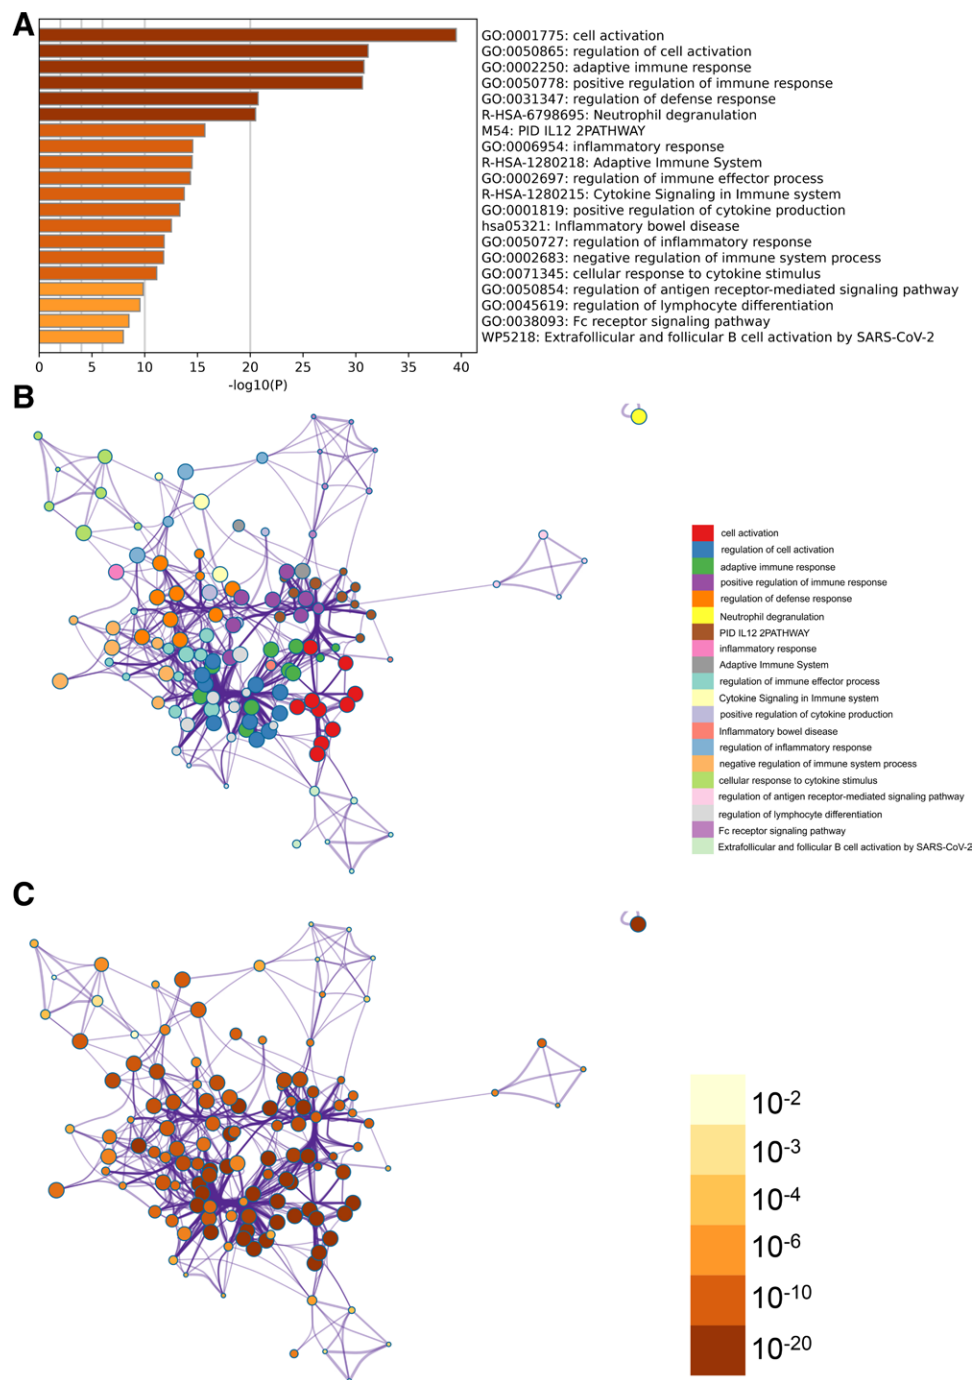 A
GO:0001775: cell activation
GO:0050865: regulation of cell activation
GO:0002250: adaptive immune response
GO:0050778: positive regulation of immune response
GO:0031347: regulation of defense response
R-HSA-6798695: Neutrophil degranulation
M54: PID IL12 2PATHWAY
GO:0006954: inflammatory response
R-HSA-1280218: Adaptive Immune System
GO:0002697: regulation of immune effector process
R-HSA-1280215: Cytokine Signaling in Immune system
GO:0001819: positive regulation of cytokine production
hsa05321: Inflammatory bowel disease
GO:0050727: regulation of inflammatory response
GO:0002683: negative regulation of immune system process
GO:0071345: cellular response to cytokine stimulus
GO:0050854: regulation of antigen receptor-mediated signaling pathway
GO:0045619: regulation of lymphocyte differentiation
GO:0038093: Fc receptor signaling pathway
WP5218: Extrafollicular and follicular B cell activation by SARS-CoV-2
0 5 10 15 20 25 30 35 40
-log10(P)
B
cell activation
regulation of cell activation
adaptive immune response
positive regulation of immune response
regulation of defense response
Neutrophil degranulation
PID IL12 2PATHWAY
inflammatory response
Adaptive Immune System
regulation of immune effector process
Cytokine Signaling in Immune system
positive regulation of cytokine production
Inflammatory bowel disease
regulation of inflammatory response
negative regulation of immune system process
cellular response to cytokine stimulus
regulation of antigen receptor-mediated signaling pathway
regulation of lymphocyte differentiation
Fc receptor signaling pathway
Extrafollicular and follicular B cell activation by SARS-CoV-2
C
10-2
10-3
10-4
10-6
10-10
10-20